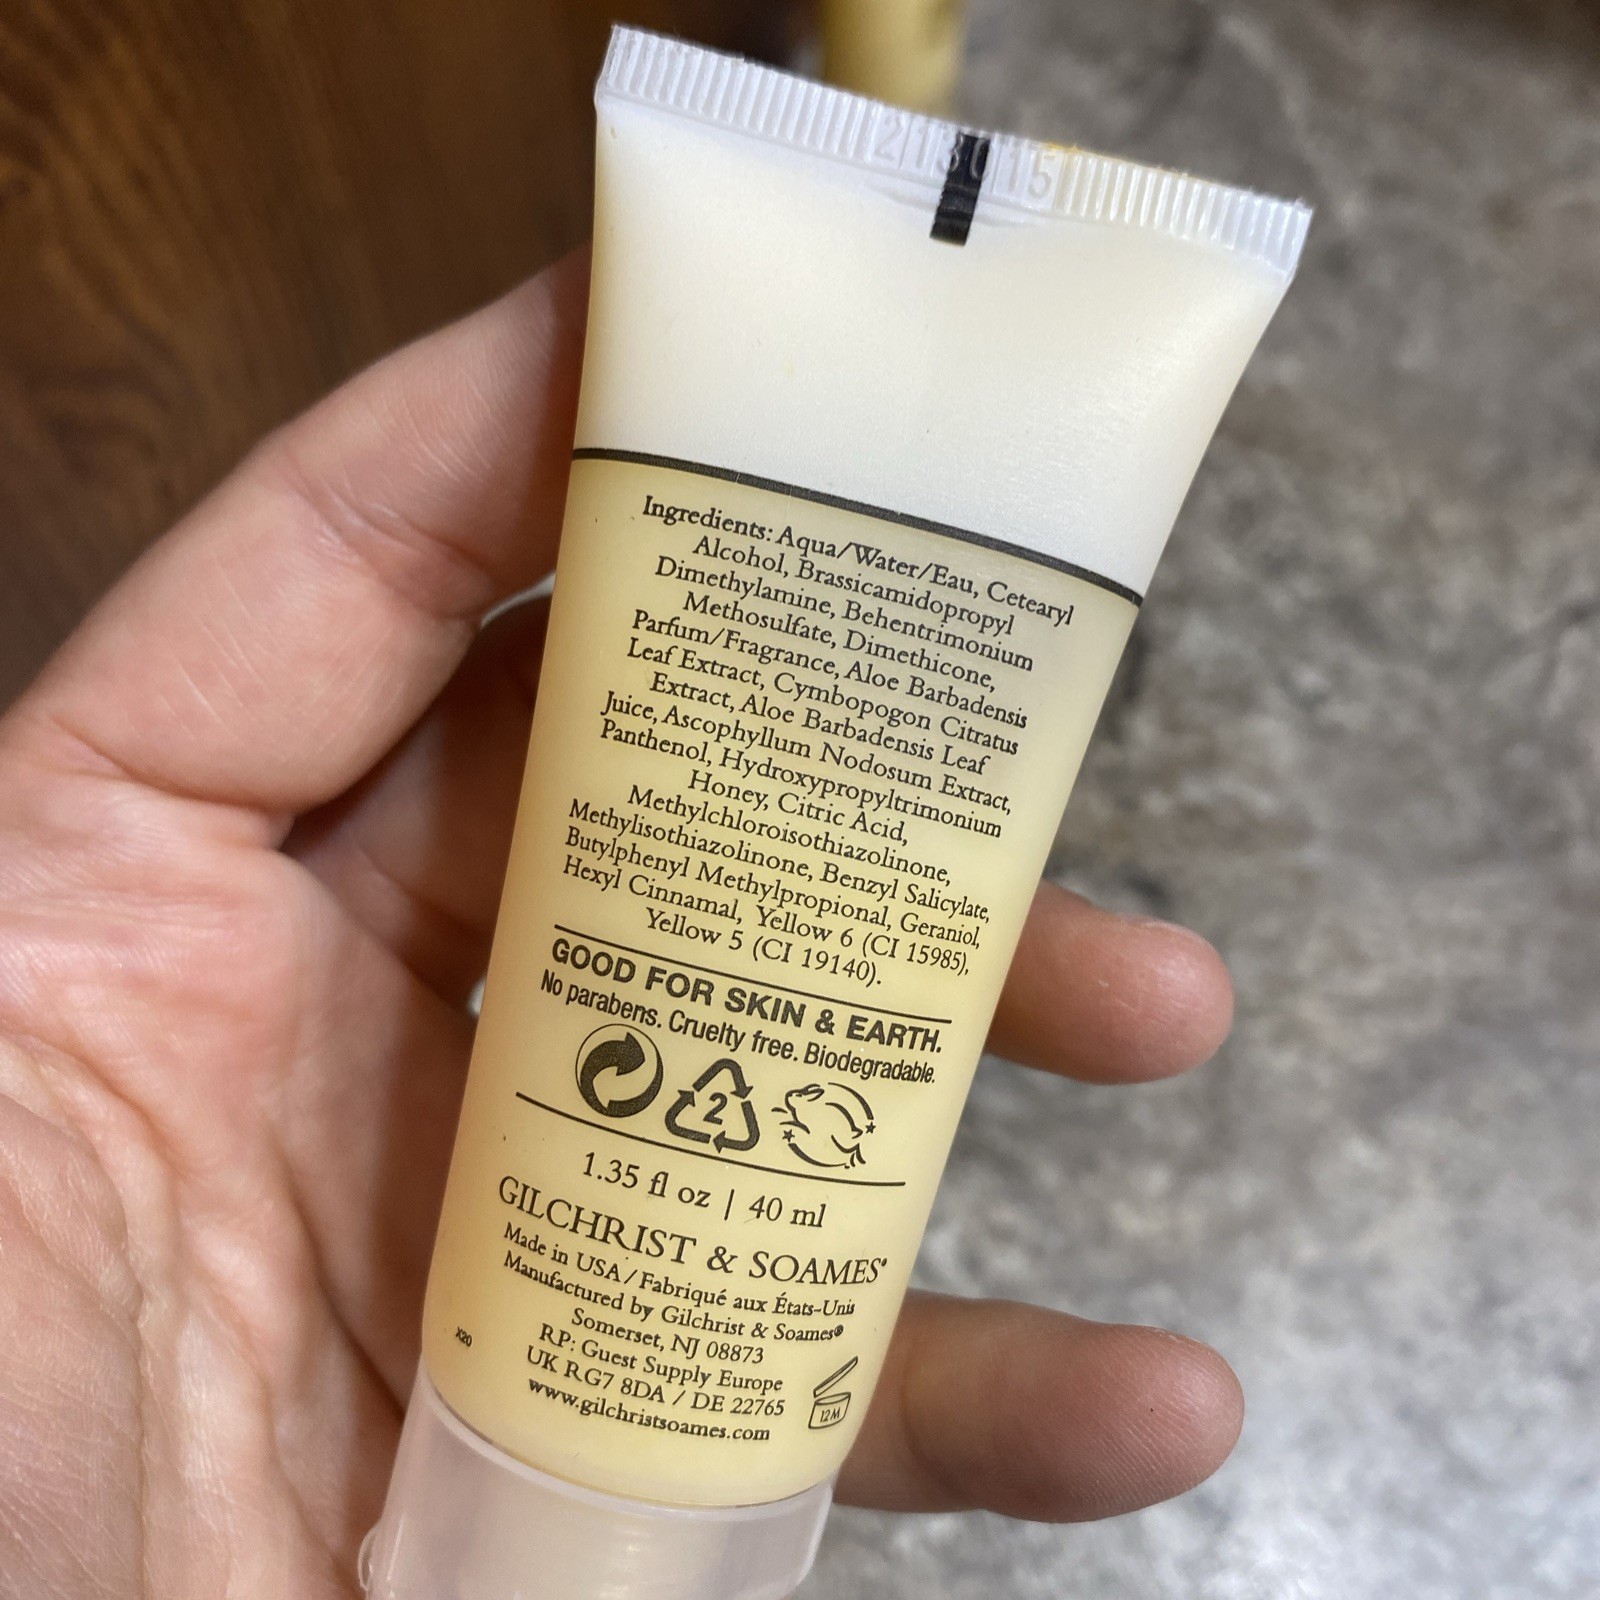 213015
Ingredients: Aqua/Water/Eau, Cetearyl
Alcohol, Brassicamidopropyl
Dimethylamine, Behentrimonium
Methosulfate, Dimethicone,
Parfum/Fragrance, Aloe Barbadensis
Leaf Extract, Cymbopogon Citratus
Extract, Aloe Barbadensis Leaf
Juice, Ascophyllum Nodosum Extract,
Panthenol, Hydroxypropyltrimonium
Honey, Citric Acid,
Methylchloroisothiazolinone,
Methylisothiazolinone, Benzyl Salicylate,
Butylphenyl Methylpropional, Geraniol,
Hexyl Cinnamal, Yellow 6 (CI 15985),
Yellow 5 (CI 19140).
GOOD FOR SKIN & EARTH.
No parabens. Cruelty free. Biodegradable.
2
1.35 fl oz | 40 ml
GILCHRIST & SOAMES®
Made in USA/Fabriqué aux États-Unis
Manufactured by Gilchrist & Soames®
Somerset, NJ 08873
RP: Guest Supply Europe
UK RG7 8DA / DE 22765
www.gilchristsoames.com
12M
X20